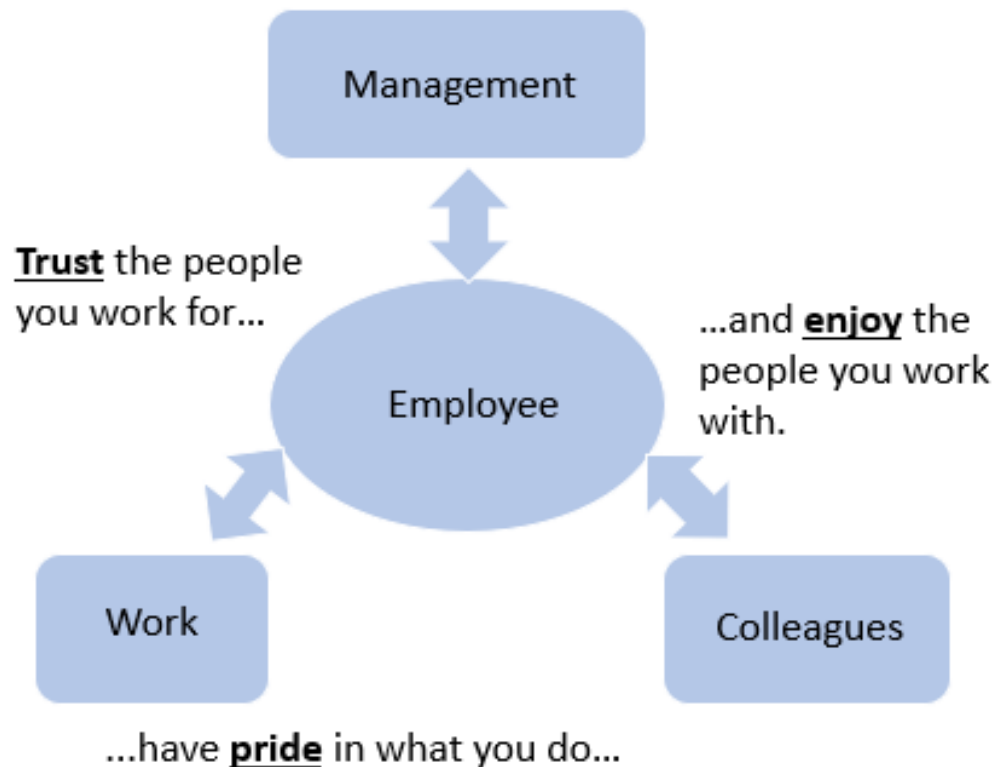 Management
Trust the people
you work for…
…and enjoy the
people you work
with.
Employee
Work
Colleagues
…have pride in what you do…